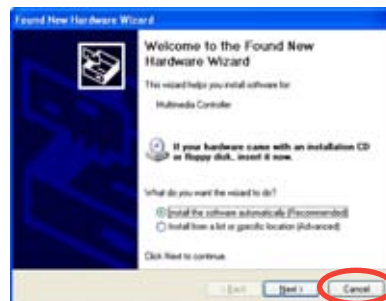 Found New Hardware Wizard
Welcome to the Found New
Hardware Wizard
This wizard helps you install software for:
Multimedia Controller
If your hardware came with an installation CD
or floppy disk, insert it now.
What do you want the wizard to do?
Install the software automatically (Recommended)
Install from a list or specific location (Advanced)
Click Next to continue.
< Back Next > Cancel